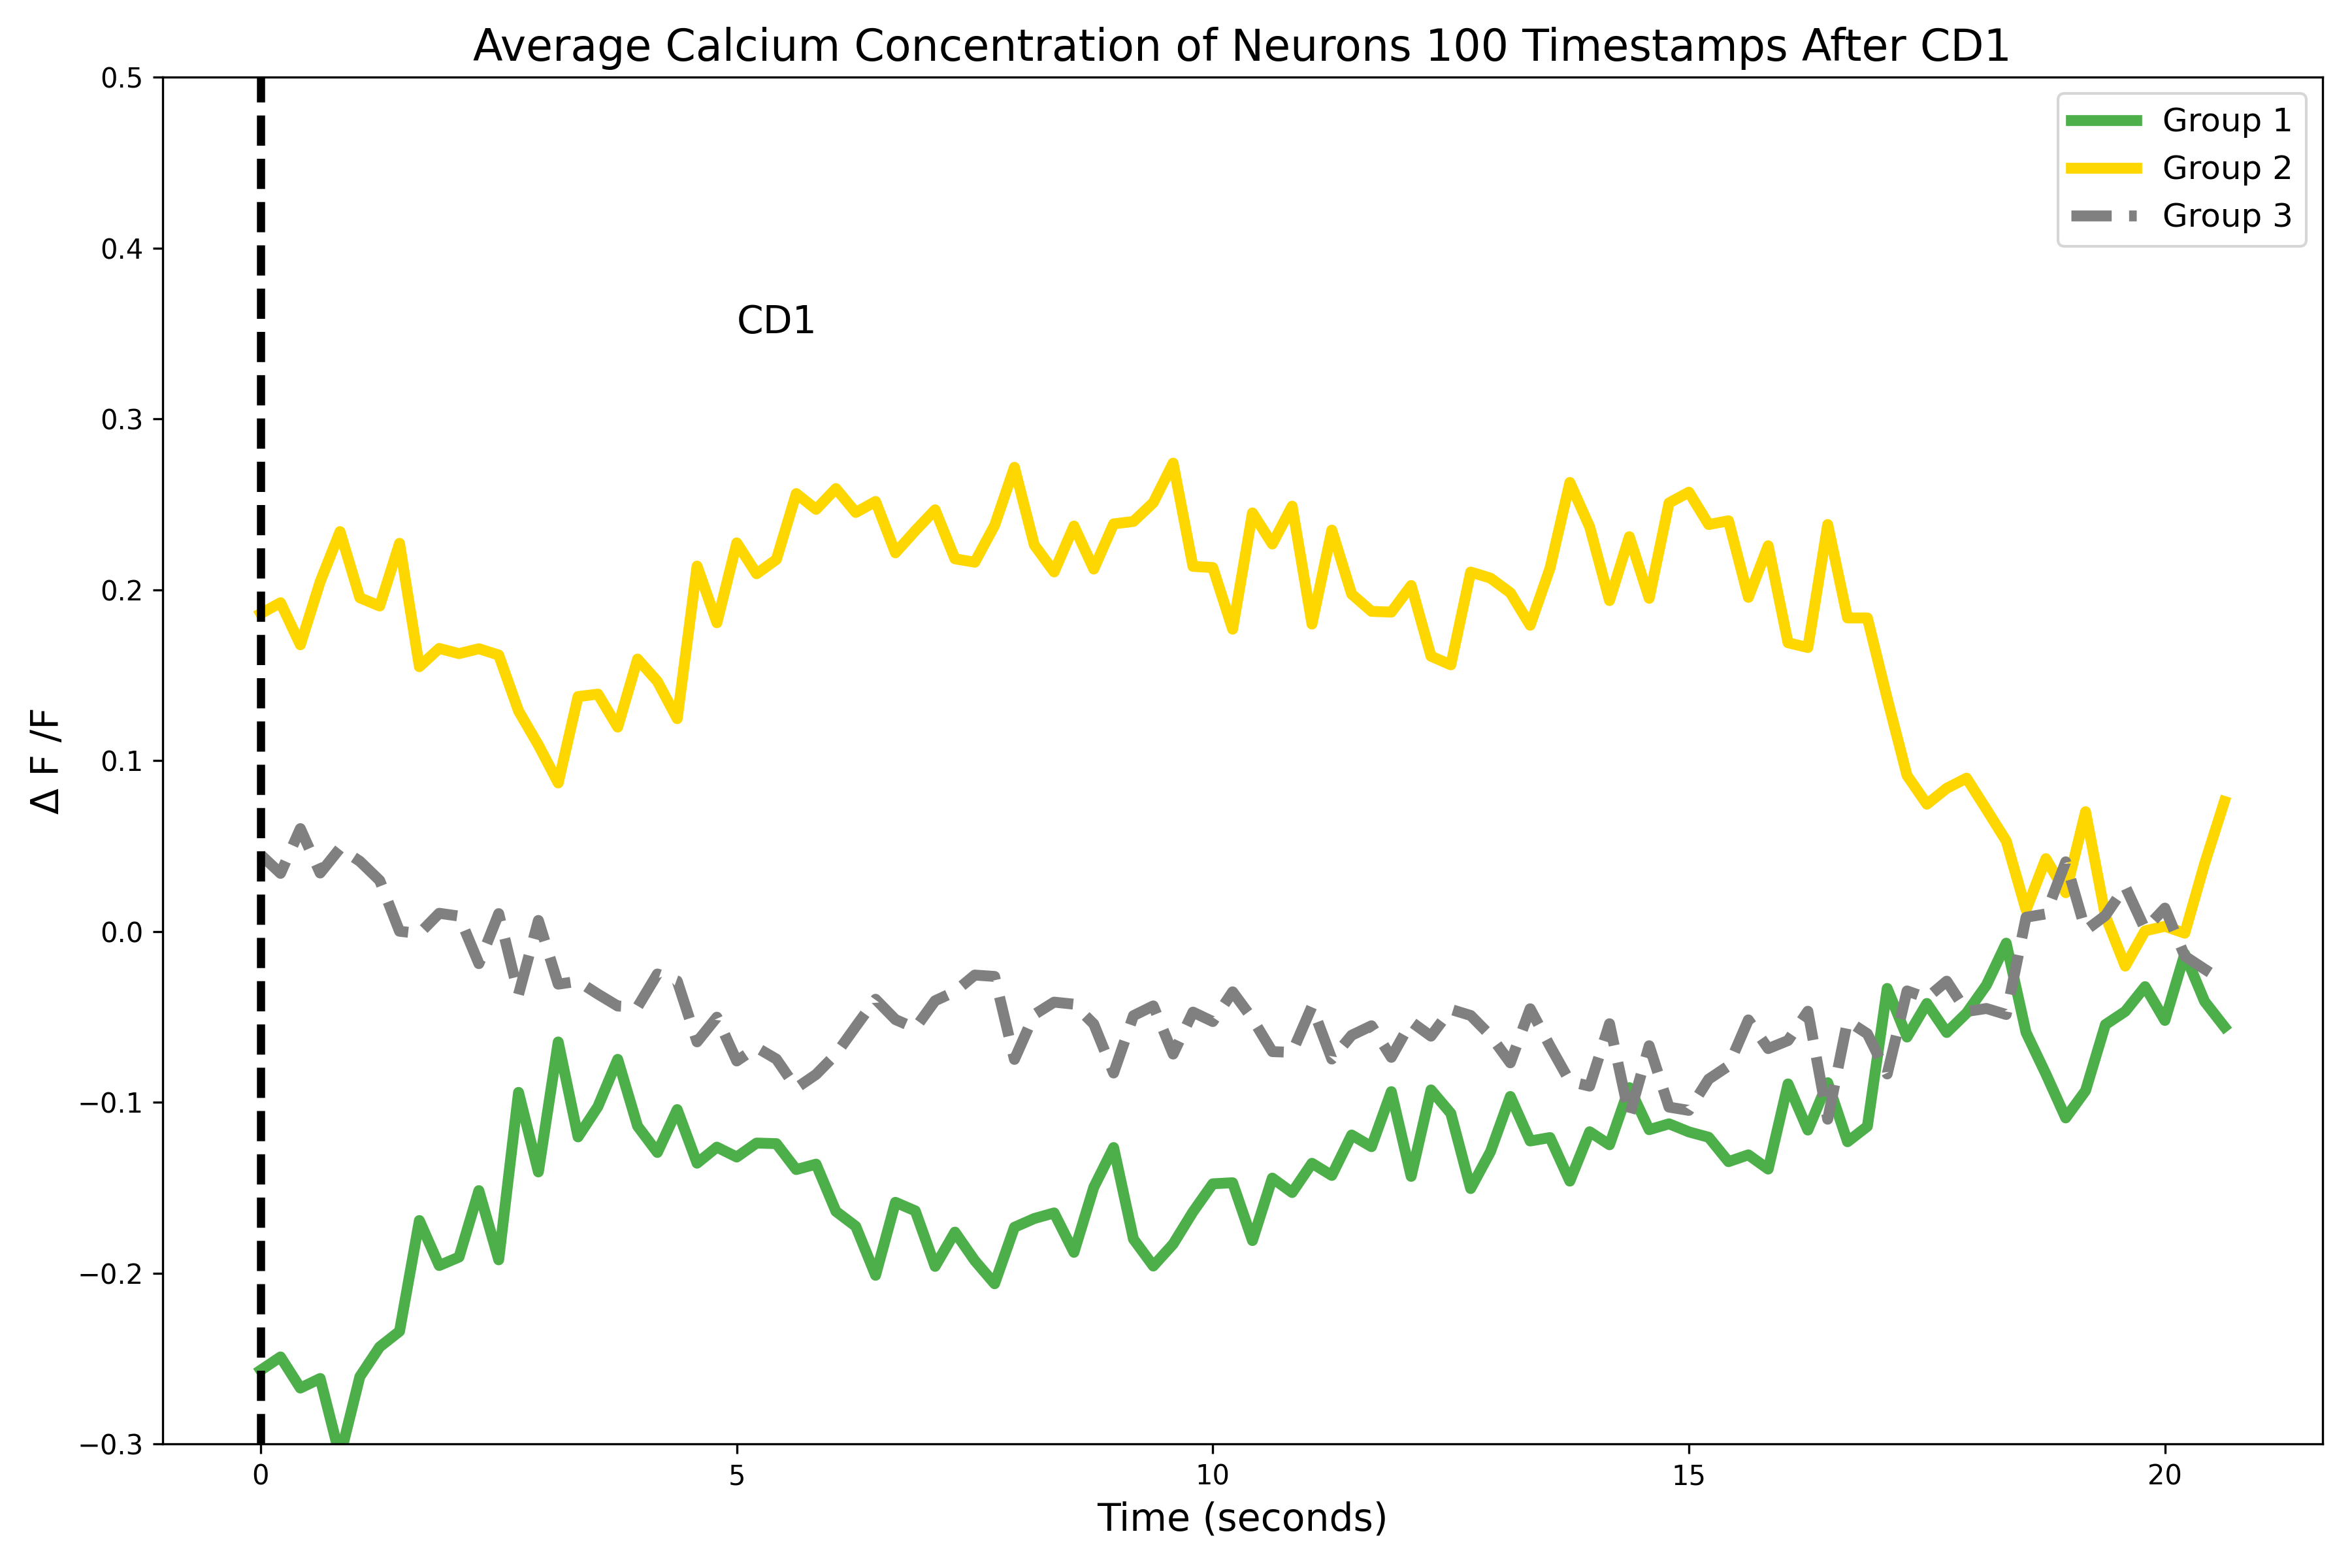 Average Calcium Concentration of Neurons 100 Timestamps After CD1
0.5
0.4
0.3
0.2
0.1
0.0
−0.1
−0.2
−0.3
Δ F /F
Group 1
Group 2
Group 3
CD1
0 5 10 15 20
Time (seconds)